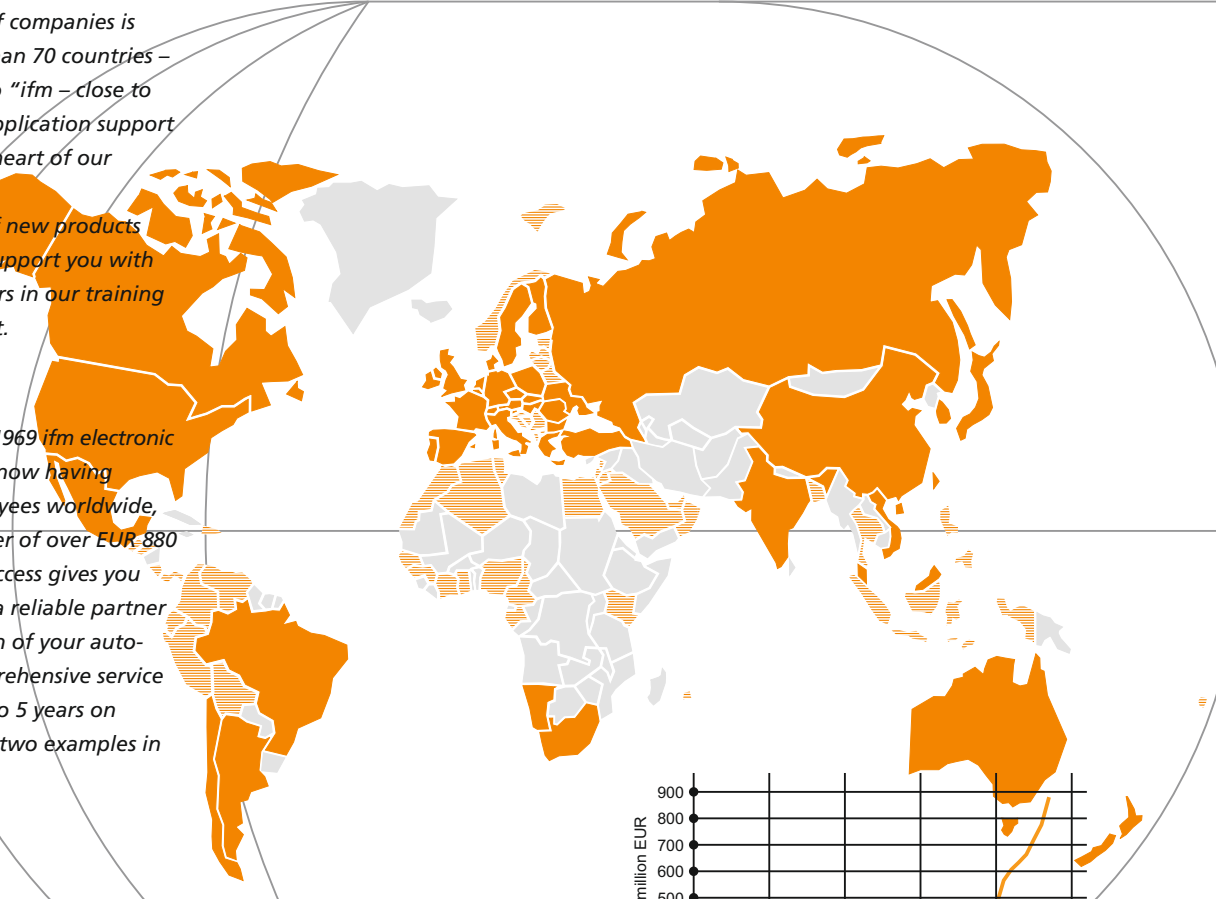 f companies is
an 70 countries –
“ifm – close to
pplication support
heart of our
new products
upport you with
rs in our training
t.
1969 ifm electronic
now having
yees worldwide,
er of over EUR 880
ccess gives you
a reliable partner
n of your auto-
rehensive service
o 5 years on
two examples in
900
800
700
600
500
million EUR